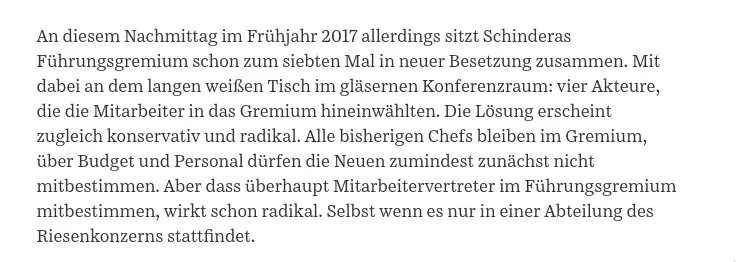 An diesem Nachmittag im Frühjahr 2017 allerdings sitzt Schinderas
Führungsgremium schon zum siebten Mal in neuer Besetzung zusammen. Mit
dabei an dem langen weißen Tisch im gläsernen Konferenzraum: vier Akteure,
die die Mitarbeiter in das Gremium hineinwählten. Die Lösung erscheint
zugleich konservativ und radikal. Alle bisherigen Chefs bleiben im Gremium,
über Budget und Personal dürfen die Neuen zumindest zunächst nicht
mitbestimmen. Aber dass überhaupt Mitarbeitervertreter im Führungsgremium
mitbestimmen, wirkt schon radikal. Selbst wenn es nur in einer Abteilung des
Riesenkonzerns stattfindet.